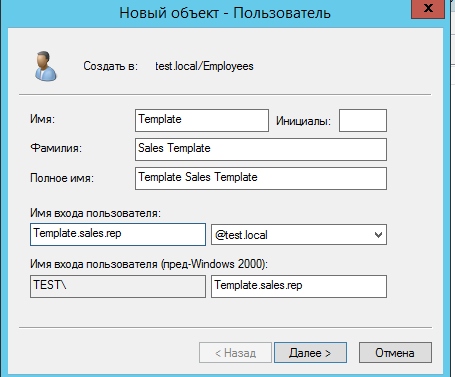 Новый объект - Пользователь
x
Создать в: test.local/Employees
Имя: Template Инициалы:
Фамилия: Sales Template
Полное имя: Template Sales Template
Имя входа пользователя:
Template.sales.rep @test.local
Имя входа пользователя (пред-Windows 2000):
TEST\ Template.sales.rep
< Назад Далее > Отмена